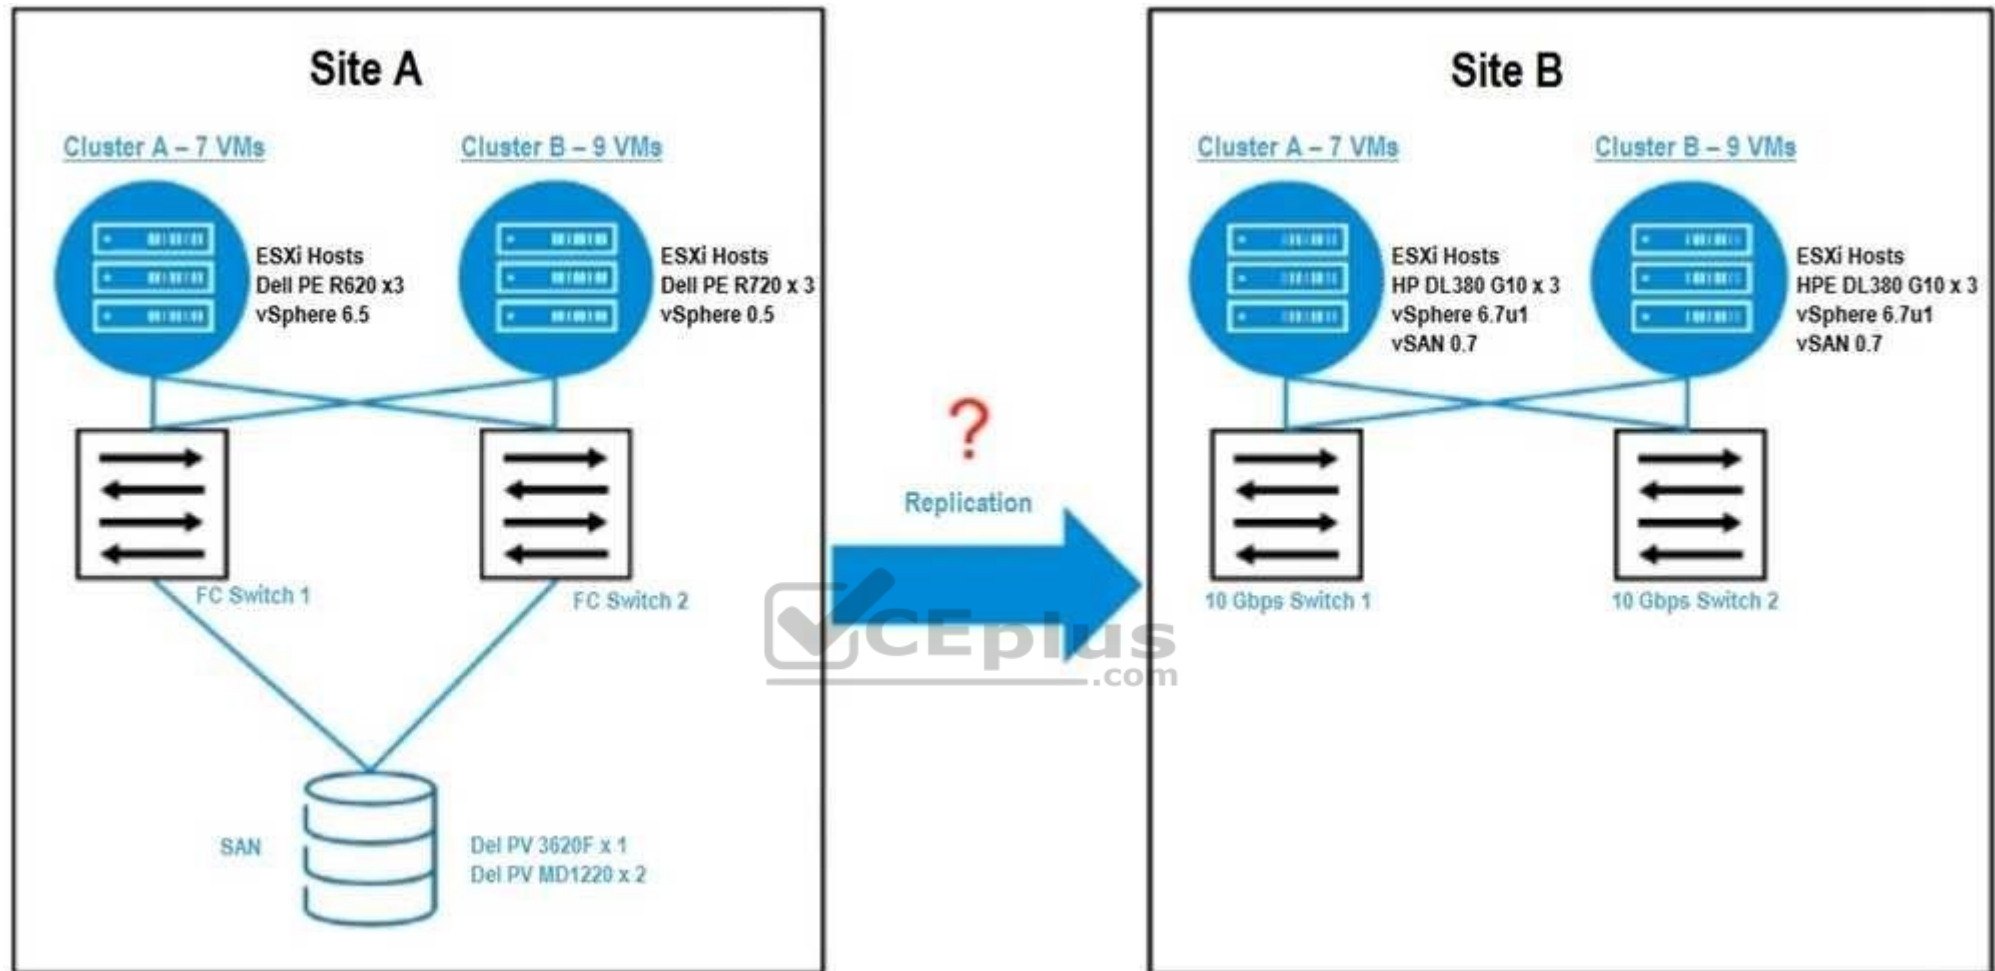 Site A
Cluster A – 7 VMs
Cluster B – 9 VMs
ESXi Hosts
Dell PE R620 x3
vSphere 6.5
ESXi Hosts
Dell PE R720 x 3
vSphere 0.5
FC Switch 1
FC Switch 2
SAN
Del PV 3620F x 1
Del PV MD1220 x 2
?
Replication
CEplus
.com
Site B
Cluster A – 7 VMs
Cluster B – 9 VMs
ESXi Hosts
HP DL380 G10 x 3
vSphere 6.7u1
vSAN 0.7
ESXi Hosts
HPE DL380 G10 x 3
vSphere 6.7u1
vSAN 0.7
10 Gbps Switch 1
10 Gbps Switch 2